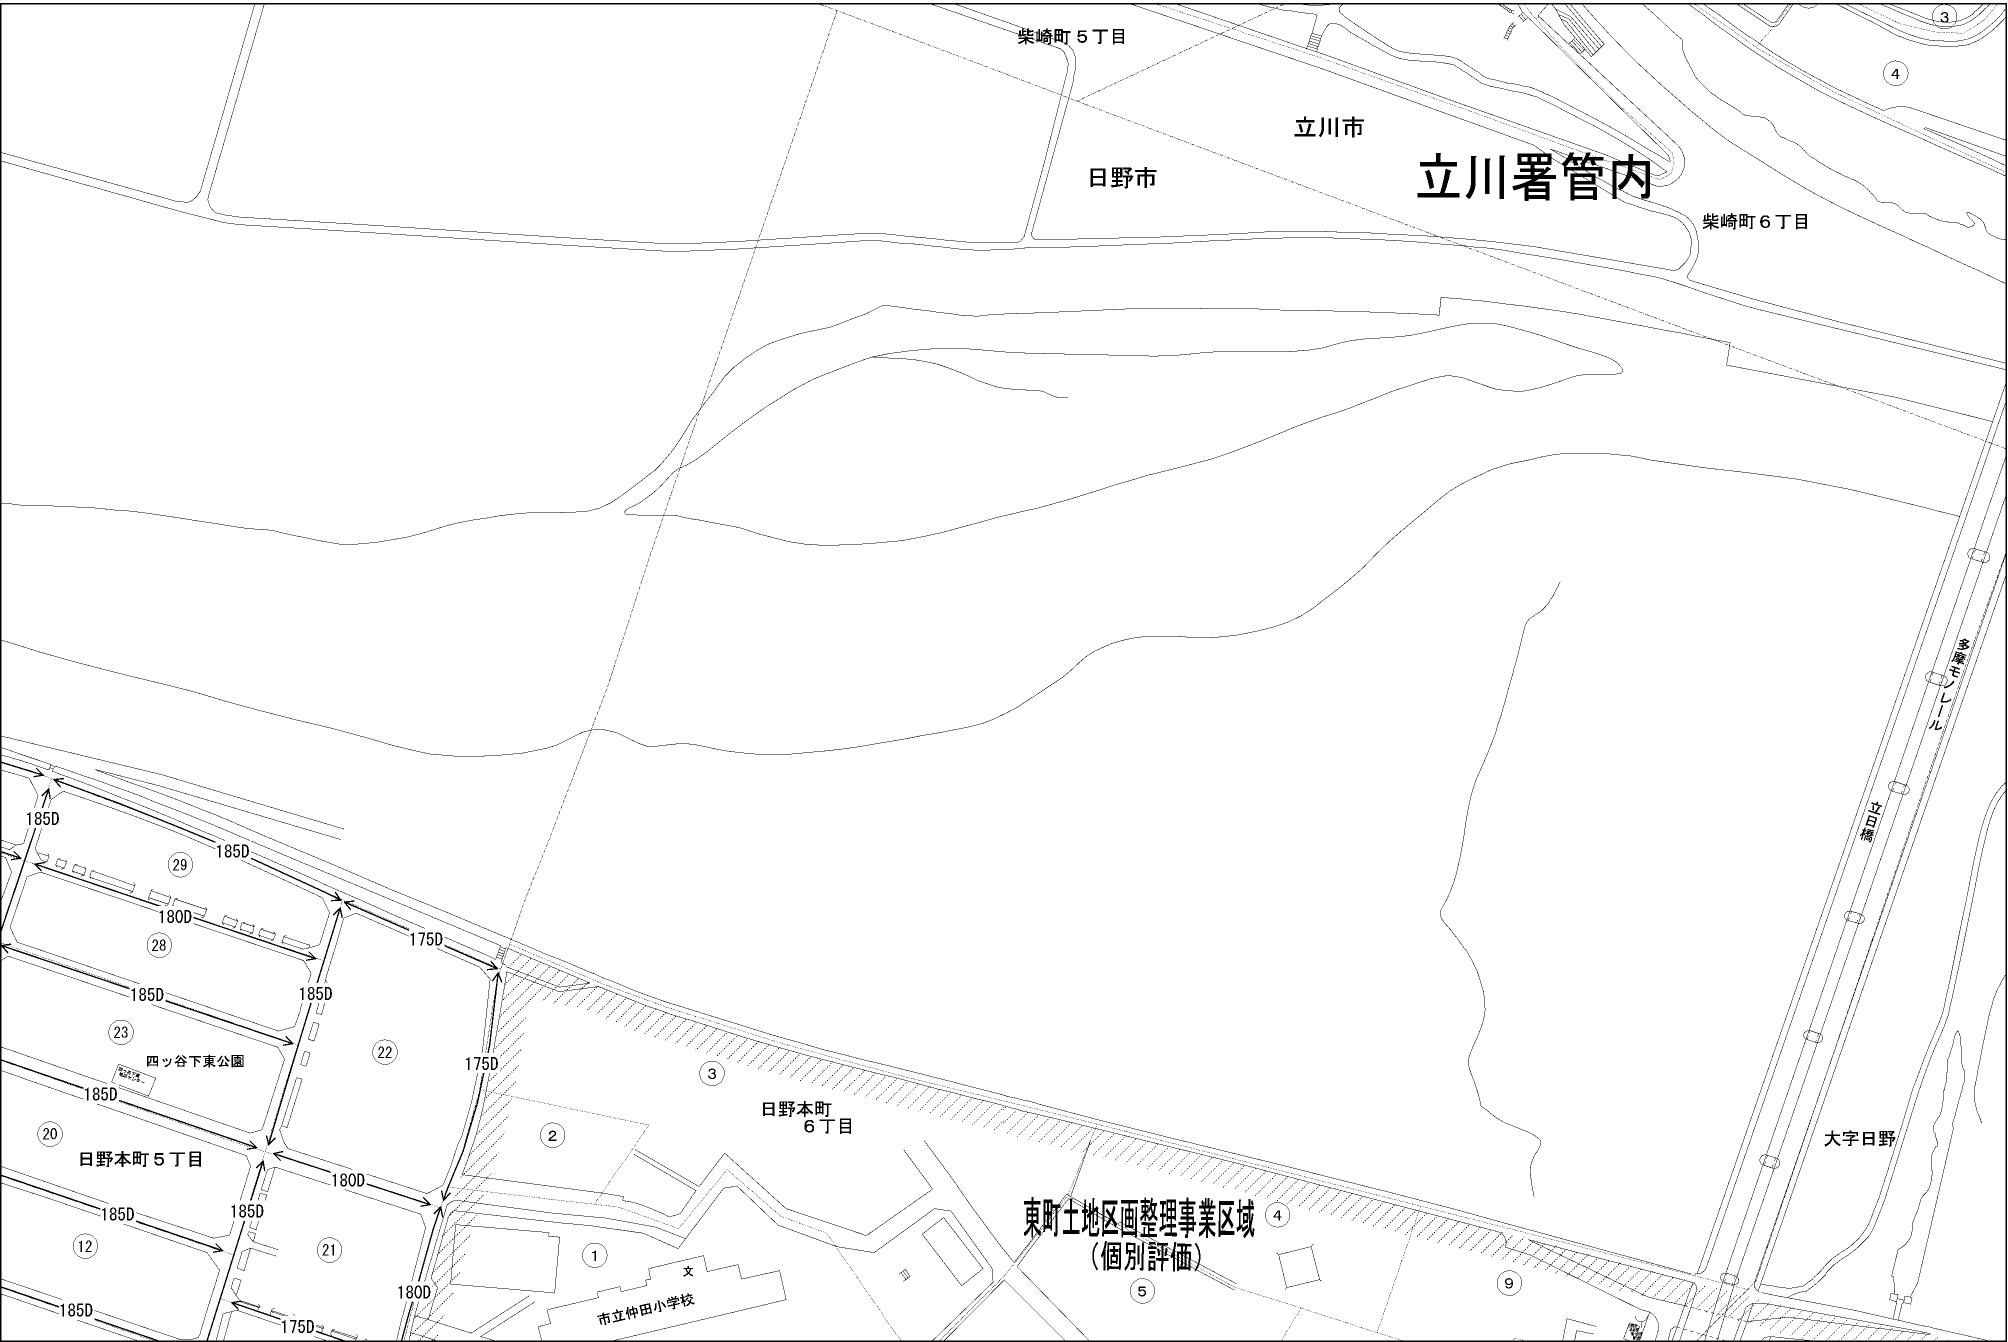 柴崎町５丁目
③
④
立川市
立川署管内
日野市
柴崎町６丁目
多摩モノレール
立日橋
185D
185D
㉙
180D
㉘
175D
185D
185D
㉓
四ッ谷下東公園
㉒
175D
③
185D
日野本町
６丁目
⑳
②
大字日野
日野本町５丁目
180D
185D
185D
東町土地区画整理事業区域
（個別評価）
④
⑫
㉑
①
文
⑤
⑨
180D
市立仲田小学校
185D
175D